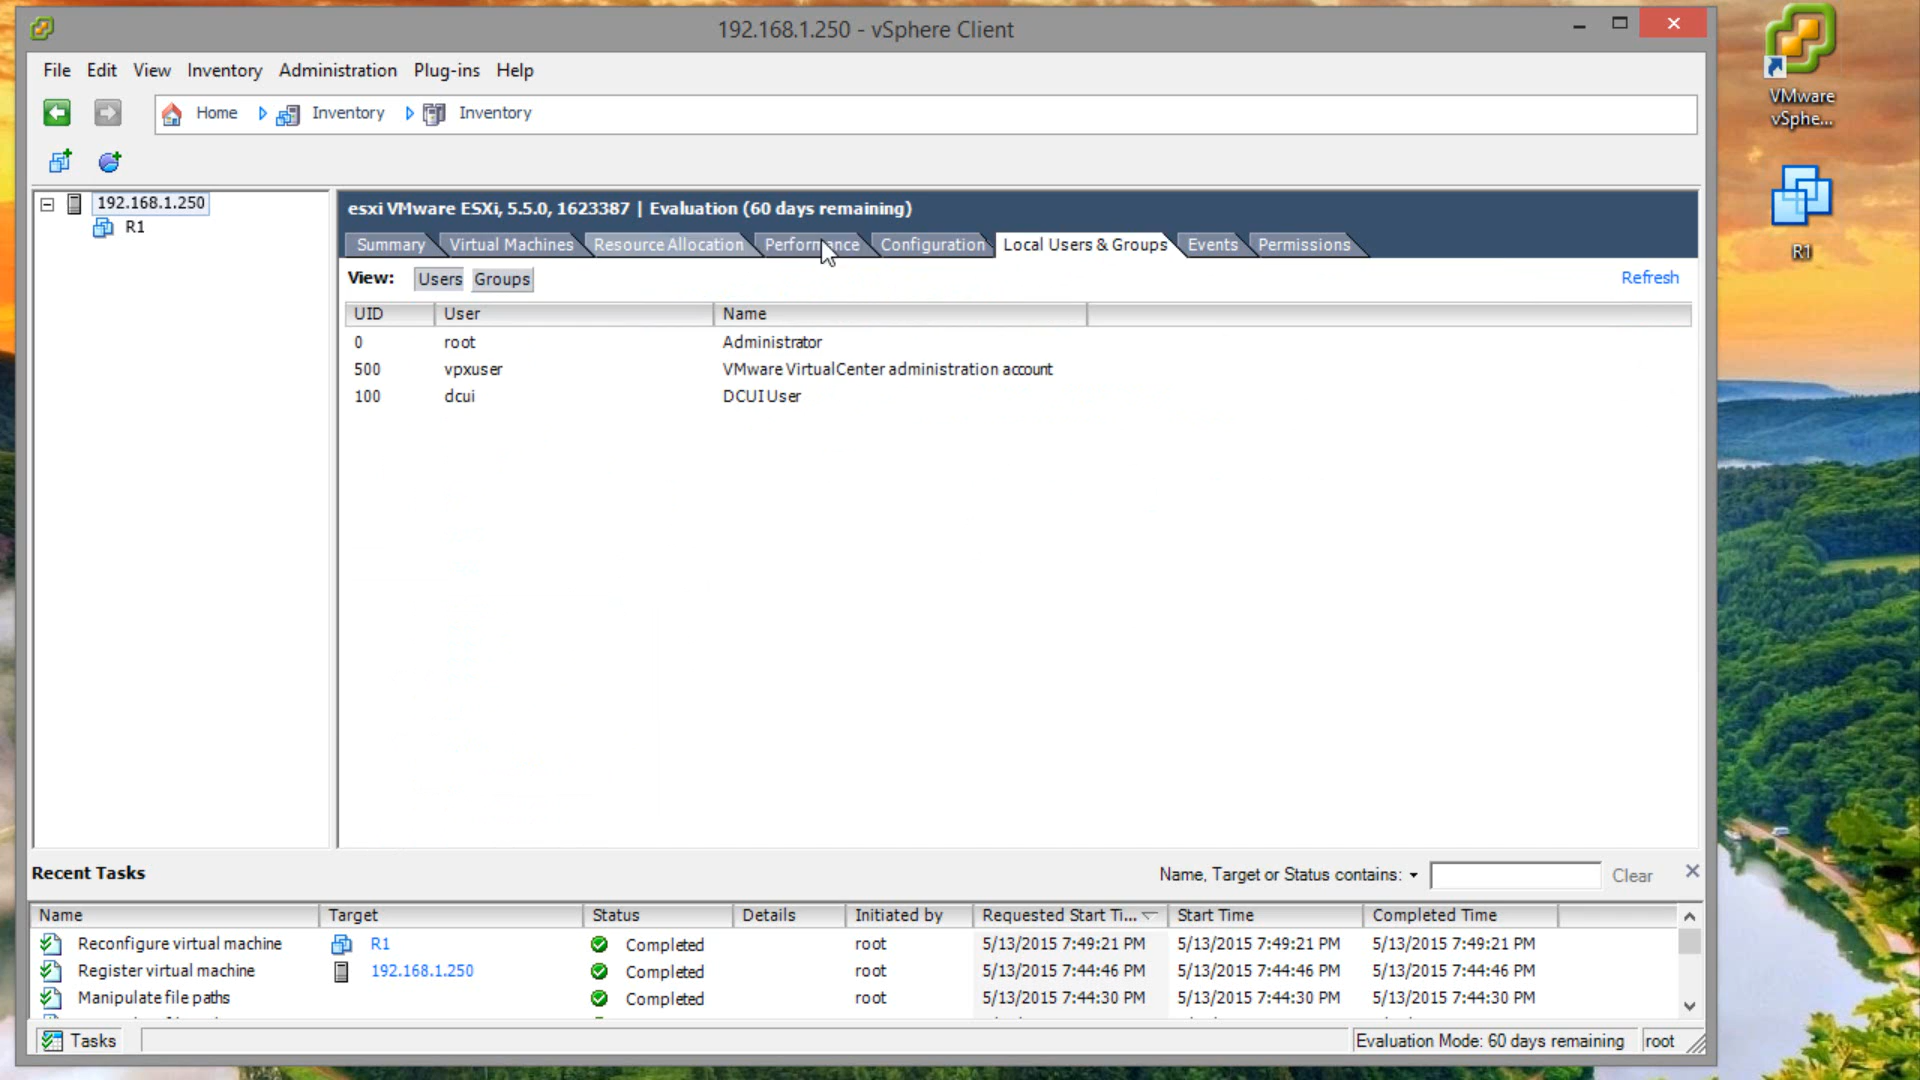 192.168.1.250 - vSphere Client
File Edit View Inventory Administration Plug-ins Help
Home Inventory Inventory
192.168.1.250
R1
esxi VMware ESXi, 5.5.0, 1623387 | Evaluation (60 days remaining)
Summary Virtual Machines Resource Allocation Performance Configuration Local Users & Groups Events Permissions
View: Users Groups Refresh
UID User Name
0 root Administrator
500 vpxuser VMware VirtualCenter administration account
100 dcui DCUI User
Recent Tasks Name, Target or Status contains: Clear
Name Target Status Details Initiated by Requested Start Ti... Start Time Completed Time
Reconfigure virtual machine R1 Completed root 5/13/2015 7:49:21 PM 5/13/2015 7:49:21 PM 5/13/2015 7:49:21 PM
Register virtual machine 192.168.1.250 Completed root 5/13/2015 7:44:46 PM 5/13/2015 7:44:46 PM 5/13/2015 7:44:46 PM
Manipulate file paths Completed root 5/13/2015 7:44:30 PM 5/13/2015 7:44:30 PM 5/13/2015 7:44:30 PM
Tasks Evaluation Mode: 60 days remaining root
VMware
vSphe...
R1